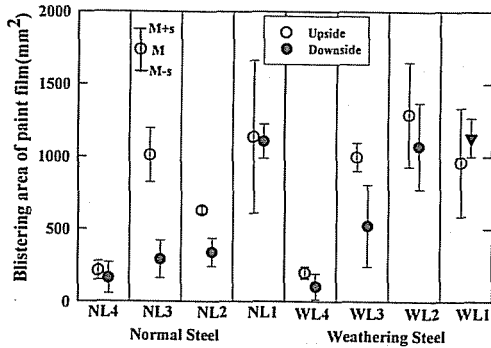 Blistering area of paint film(mm²)
2000
1500
1000
500
0
M+s
M
M-s
Upside
Downside
NL4 NL3 NL2 NL1 WL4 WL3 WL2 WL1
Normal Steel Weathering Steel